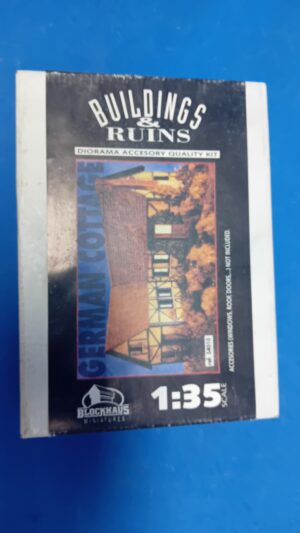 BUILDINGS
&
RUINS
DIORAMA ACCESORY QUALITY KIT
GERMAN COTTAGE
ACCESORIES (WINDOWS, ROOF, DOORS...) NOT INCLUDED.
BLOCKHAUS
MINIATURES
1:35
SCALE